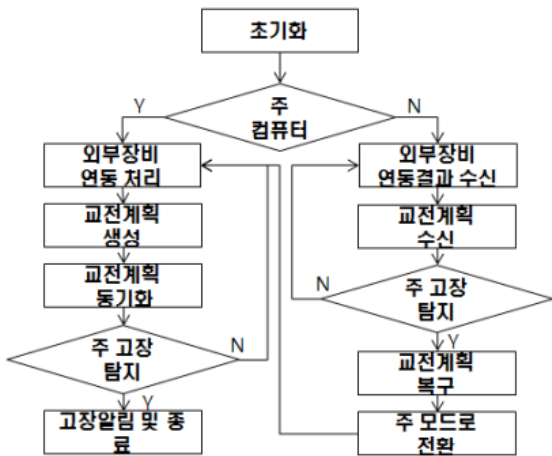 초기화
주
컴퓨터
Y
N
외부장비
연동 처리
외부장비
연동결과 수신
교전계획
생성
교전계획
수신
교전계획
동기화
주 고장
탐지
N
Y
주 고장
탐지
N
Y
교전계획
복구
고장알림 및 종
료
주 모드로
전환